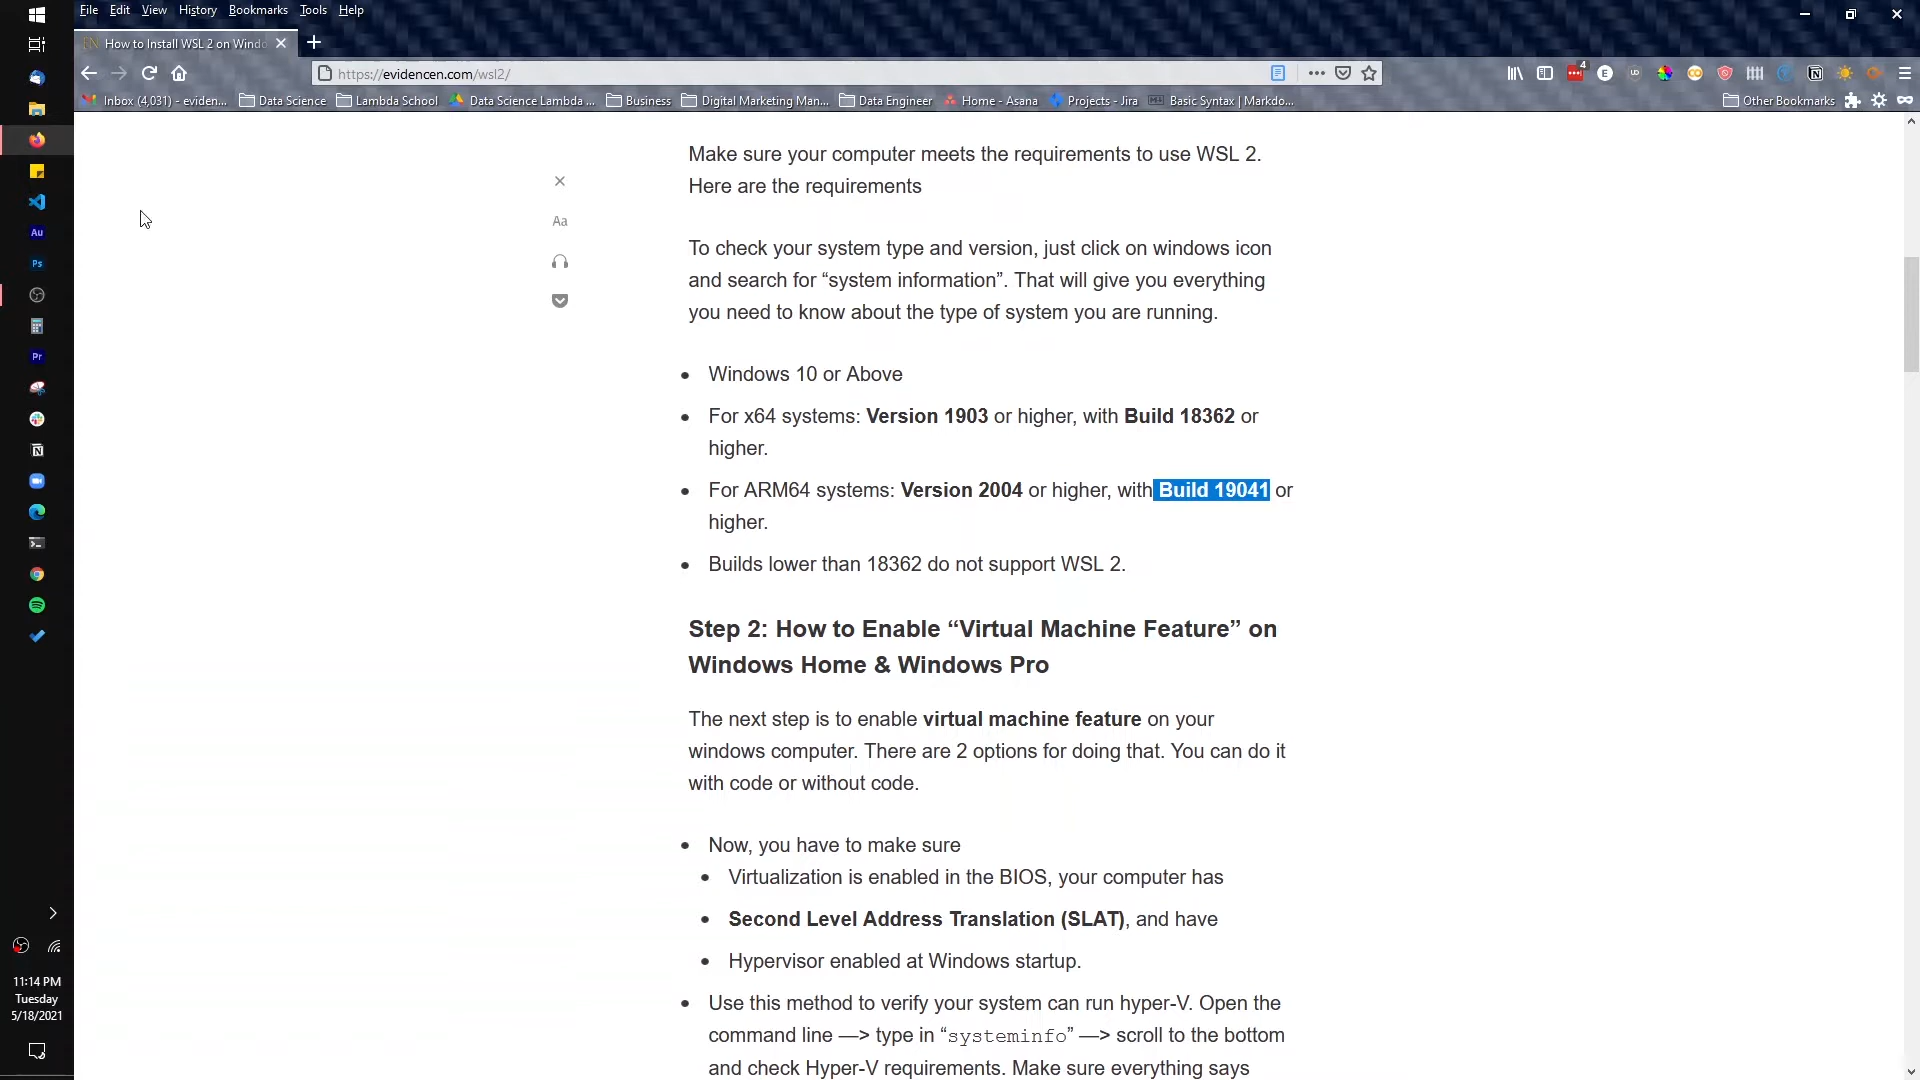 File Edit View History Bookmarks Tools Help
How to Install WSL 2 on Windo
https://evidencen.com/wsl2/
4
Inbox (4,031) - eviden... Data Science Lambda School Data Science Lambda ... Business Digital Marketing Man... Data Engineer Home - Asana Projects - Jira Basic Syntax | Markdo... Other Bookmarks
Make sure your computer meets the requirements to use WSL 2.
Here are the requirements
Aa
To check your system type and version, just click on windows icon
and search for “system information”. That will give you everything
you need to know about the type of system you are running.
Windows 10 or Above
For x64 systems: Version 1903 or higher, with Build 18362 or
higher.
For ARM64 systems: Version 2004 or higher, with Build 19041 or
higher.
Builds lower than 18362 do not support WSL 2.
Step 2: How to Enable “Virtual Machine Feature” on
Windows Home & Windows Pro
The next step is to enable virtual machine feature on your
windows computer. There are 2 options for doing that. You can do it
with code or without code.
Now, you have to make sure
Virtualization is enabled in the BIOS, your computer has
Second Level Address Translation (SLAT), and have
Hypervisor enabled at Windows startup.
Use this method to verify your system can run hyper-V. Open the
command line —> type in “systeminfo” —> scroll to the bottom
and check Hyper-V requirements. Make sure everything says
Au
Ps
Pr
11:14 PM
Tuesday
5/18/2021